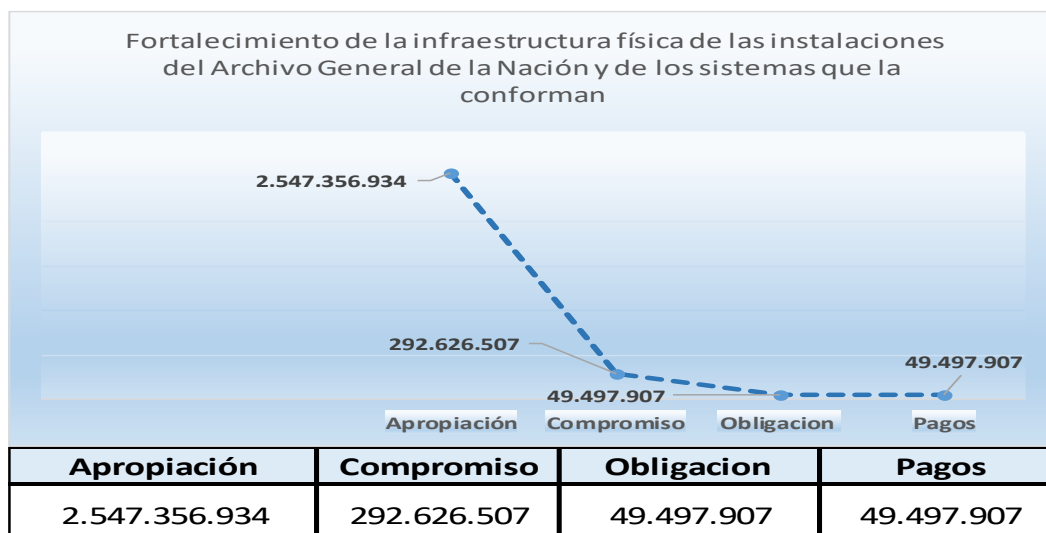 Fortalecimiento de la infraestructura física de las instalaciones
del Archivo General de la Nación y de los sistemas que la
conforman
2.547.356.934
292.626.507
49.497.907
49.497.907
Apropiación Compromiso Obligacion Pagos
Apropiación Compromiso Obligacion Pagos
2.547.356.934 292.626.507 49.497.907 49.497.907